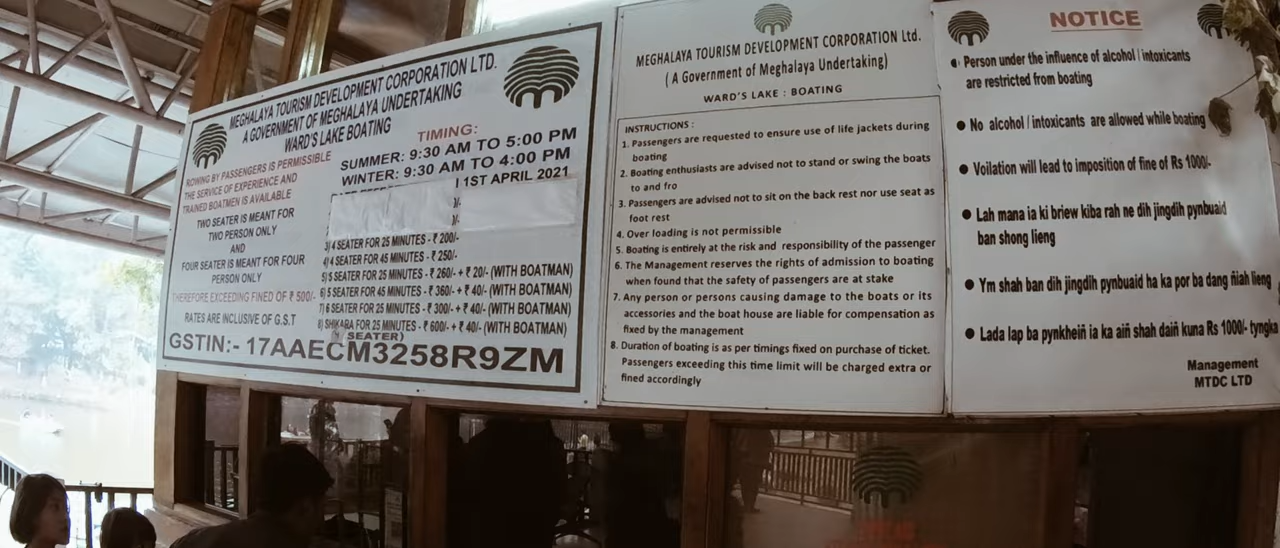 MEGHALAYA TOURISM DEVELOPMENT CORPORATION LTD.
A GOVERNMENT OF MEGHALAYA UNDERTAKING
WARD'S LAKE BOATING
ROWING BY PASSENGERS IS PERMISSIBLE
THE SERVICE OF EXPERIENCE AND
TRAINED BOATMEN IS AVAILABLE
TWO SEATER IS MEANT FOR
TWO PERSON ONLY
AND
FOUR SEATER IS MEANT FOR FOUR
PERSON ONLY
THEREFORE EXCEEDING FINED OF ₹ 500/-
RATES ARE INCLUSIVE OF G.S.T
TIMING:
SUMMER: 9:30 AM TO 5:00 PM
WINTER: 9:30 AM TO 4:00 PM
1ST APRIL 2021
3) 4 SEATER FOR 25 MINUTES - ₹ 200/-
4) 4 SEATER FOR 45 MINUTES - ₹ 250/-
5) 5 SEATER FOR 25 MINUTES - ₹ 260/- + ₹ 20/- (WITH BOATMAN)
6) 5 SEATER FOR 45 MINUTES - ₹ 360/- + ₹ 40/- (WITH BOATMAN)
7) 6 SEATER FOR 25 MINUTES - ₹ 300/- + ₹ 40/- (WITH BOATMAN)
8) SHIKARA FOR 25 MINUTES - ₹ 600/- + ₹ 40/- (WITH BOATMAN)
SEATER)
GSTIN:- 17AAECM3258R9ZM
MEGHALAYA TOURISM DEVELOPMENT CORPORATION Ltd.
( A Government of Meghalaya Undertaking)
WARD'S LAKE : BOATING
INSTRUCTIONS :
1. Passengers are requested to ensure use of life jackets during
boating
2. Boating enthusiasts are advised not to stand or swing the boats
to and fro
3. Passengers are advised not to sit on the back rest nor use seat as
foot rest
4. Over loading is not permissible
5. Boating is entirely at the risk and responsibility of the passenger
6. The Management reserves the rights of admission to boating
when found that the safety of passengers are at stake
7. Any person or persons causing damage to the boats or its
accessories and the boat house are liable for compensation as
fixed by the management
8. Duration of boating is as per timings fixed on purchase of ticket.
Passengers exceeding this time limit will be charged extra or
fined accordingly
NOTICE
● Person under the influence of alcohol / intoxicants
are restricted from boating
● No alcohol / intoxicants are allowed while boating
● Voilation will lead to imposition of fine of Rs 1000/-
● Lah mana ia ki briew kiba rah ne dih jingdih pynbuaid
ban shong lieng
● Ym shah ban dih jingdih pynbuaid ha ka por ba dang ñiah lieng
● Lada lap ba pynkheiñ ia ka aiñ shah daiñ kuna Rs 1000/- tyngka
Management
MTDC LTD